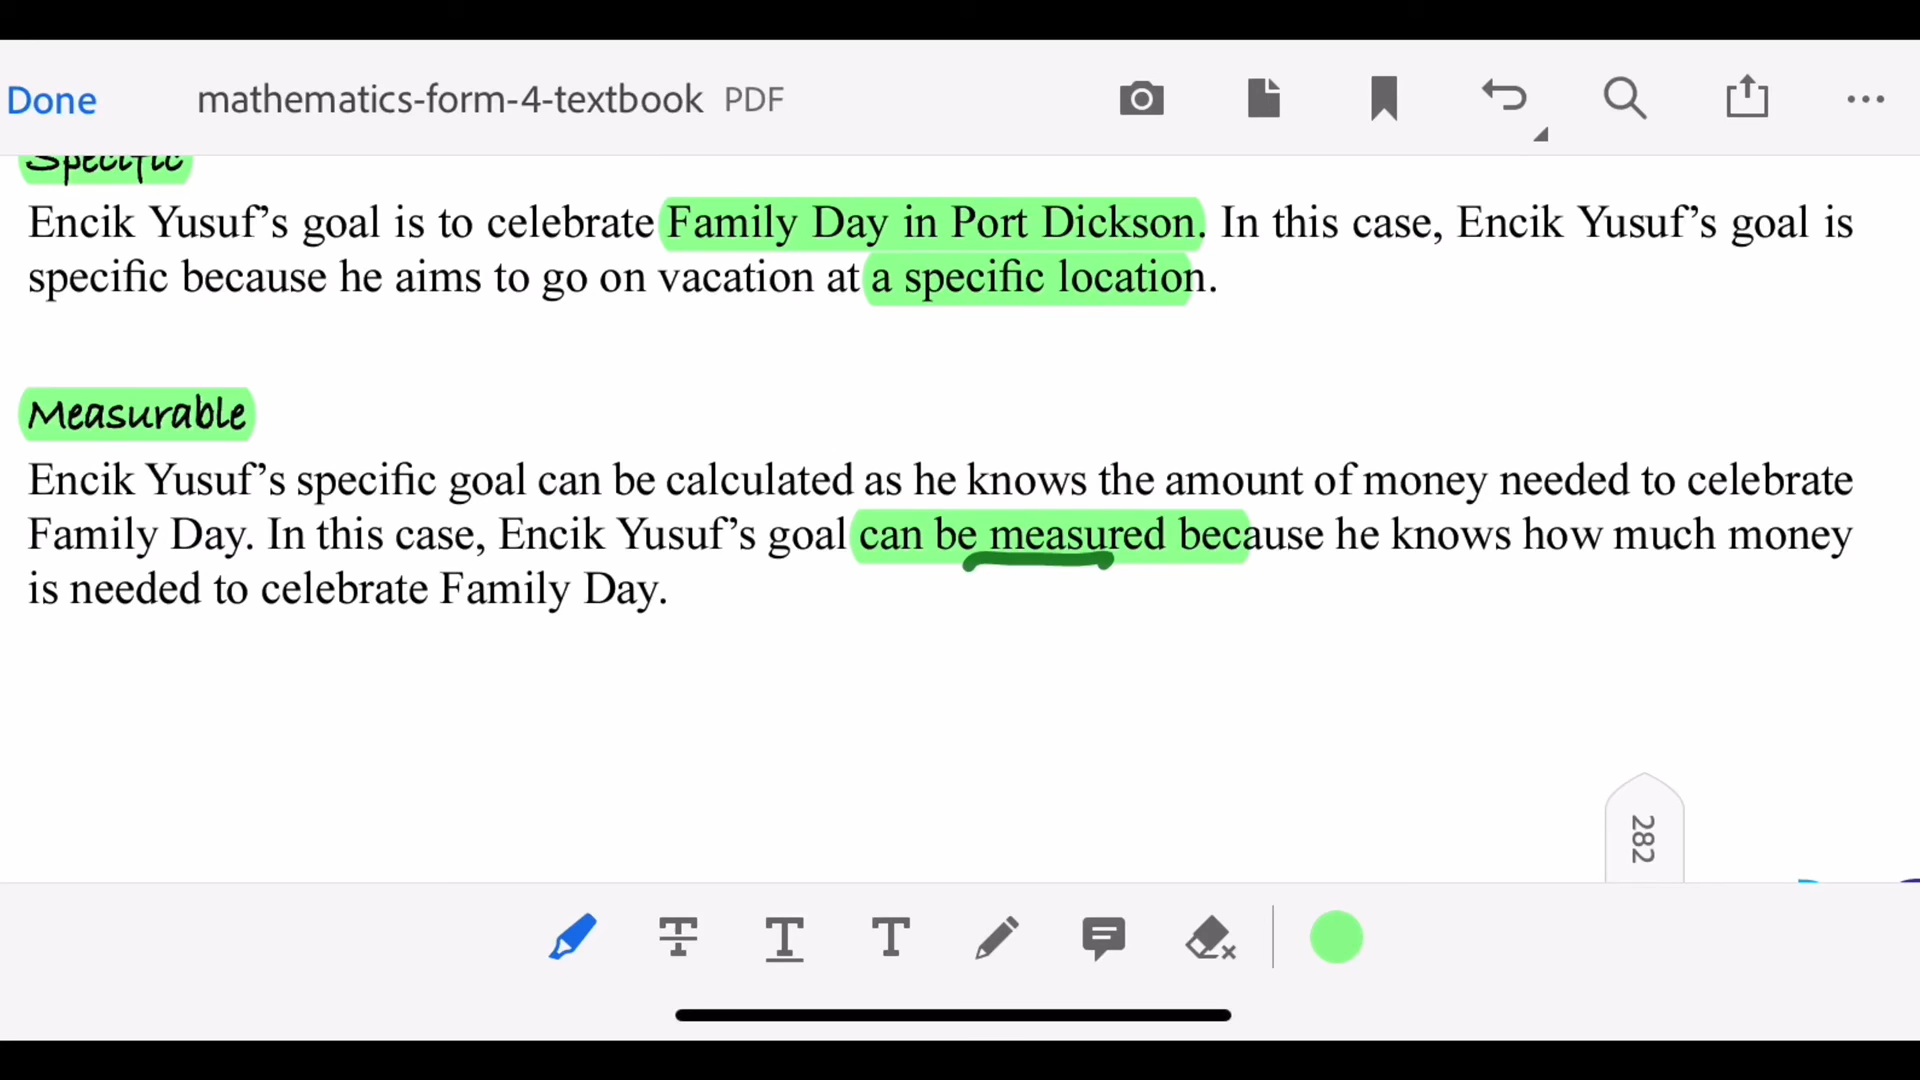 Done mathematics-form-4-textbook PDF
Specific
Encik Yusuf’s goal is to celebrate Family Day in Port Dickson. In this case, Encik Yusuf’s goal is
specific because he aims to go on vacation at a specific location.
Measurable
Encik Yusuf’s specific goal can be calculated as he knows the amount of money needed to celebrate
Family Day. In this case, Encik Yusuf’s goal can be measured because he knows how much money
is needed to celebrate Family Day.
282